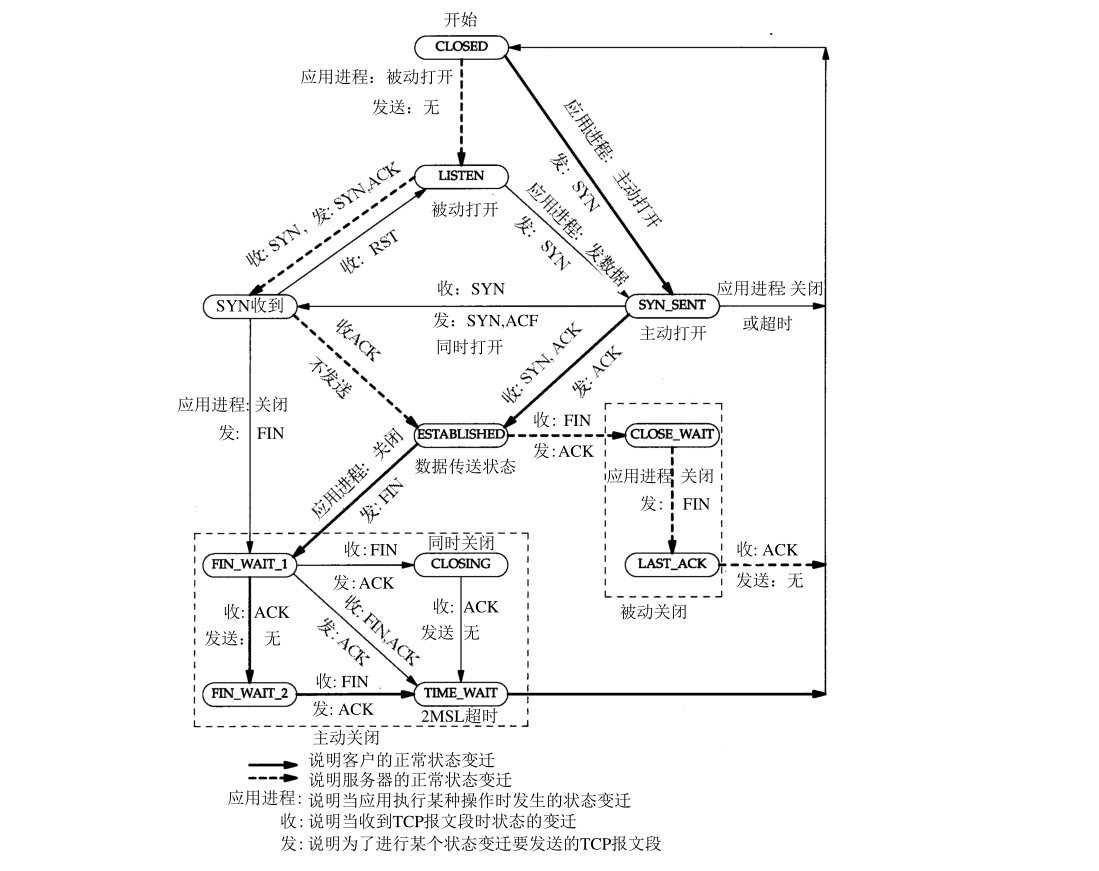 开始
CLOSED
应用进程：被动打开
发送：无
应用进程：主动打开
发：SYN
LISTEN
被动打开
收: SYN，发: SYN,ACK
收: RST
应用进程：发数据
发：SYN
SYN收到
收：SYN
发：SYN,ACF
同时打开
SYN_SENT
主动打开
应用进程:关闭
或超时
收ACK
不发送
收: SYN, ACK
发: ACK
应用进程:关闭
发: FIN
ESTABLISHED
数据传送状态
收: FIN
发:ACK
CLOSE_WAIT
应用进程 关闭
发: FIN
LAST_ACK
收: ACK
发送：无
被动关闭
应用进程：关闭
发: FIN
FIN_WAIT_1
收:FIN
发:ACK
同时关闭
CLOSING
收: ACK
发送： 无
收: FIN,ACK
发: ACK
收: ACK
发送 无
FIN_WAIT_2
收: FIN
发: ACK
TIME_WAIT
2MSL超时
主动关闭
说明客户的正常状态变迁
说明服务器的正常状态变迁
应用进程: 说明当应用执行某种操作时发生的状态变迁
收: 说明当收到TCP报文段时状态的变迁
发: 说明为了进行某个状态变迁要发送的TCP报文段